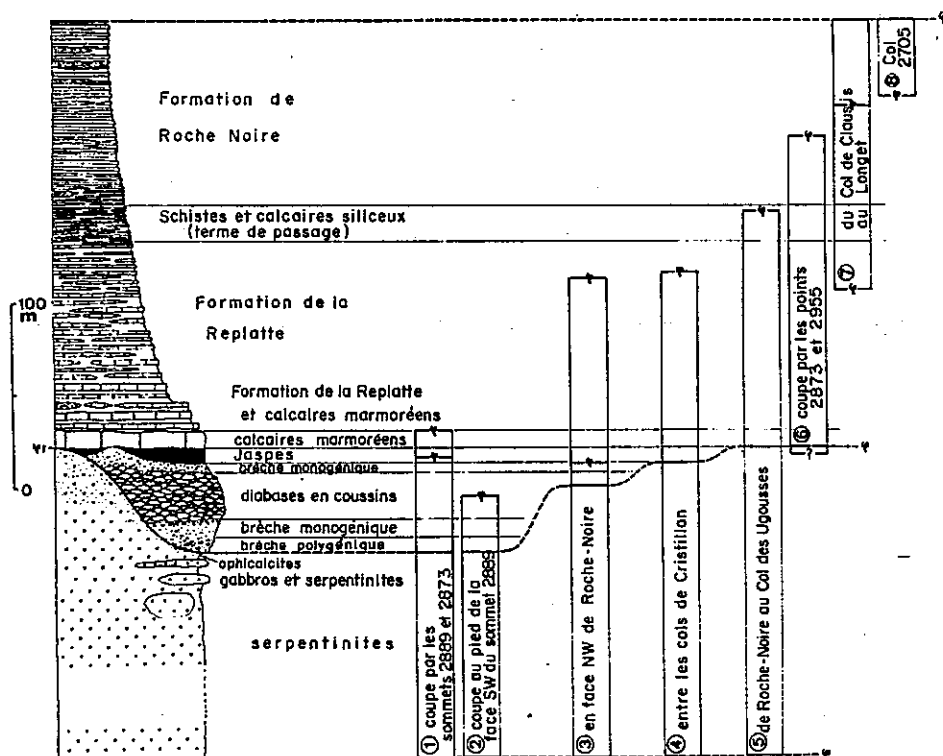 Formation de
Roche Noire
Schistes et calcaires siliceux
(terme de passage)
Formation de la
Replatte
100
m
0
Formation de la Replatte
et calcaires marmoréens
calcaires marmoréens
Jaspes
brèche monogénique
diabases en coussins
brèche monogénique
brèche polygénique
ophicalcites
gabbros et serpentinites
serpentinites
① coupe par les
sommets 2889 et 2873
② coupe au pied de la
face SW du sommet 2889
③ en face NW de Roche-Noire
④ entre les cols de Cristillan
⑤ de Roche-Noire au Col des Ugousses
⑥ coupe par les points
2873 et 2955
⑦ du Col de Clausis
au Longet
⑧ Col
2705